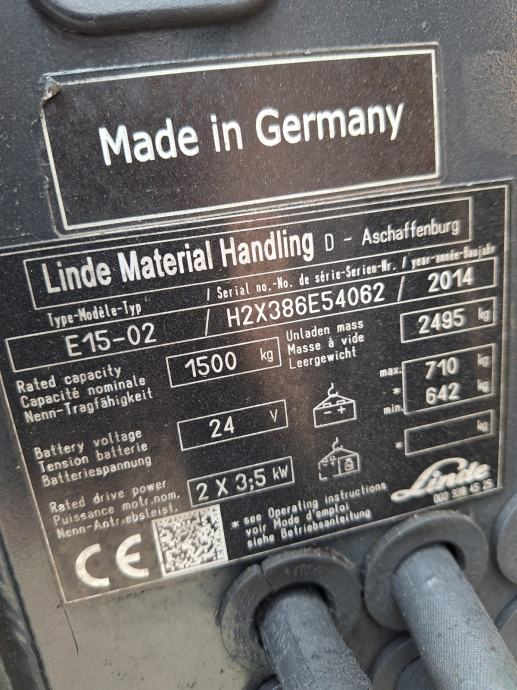 Made in Germany
Linde Material Handling D - Aschaffenburg
Type-Modèle-Typ / Serial no.-No. de série-Serien-Nr. / year-année-Baujahr
E15-02 / H2X386E54062 / 2014
Rated capacity
Capacité nominale
Nenn-Tragfähigkeit
1500 kg
Unladen mass
Masse à vide
Leergewicht
2495 kg
Battery voltage
Tension batterie
Batteriespannung
24 V
- +
max. 710 kg
*
min. 642 kg
Rated drive power
Puissance motr.nom.
Nenn-Antriebsleist.
2 X 3,5 kW
* kg
* see Operating instructions
voir Mode d'emploi
siehe Betriebsanleitung
Linde
CE